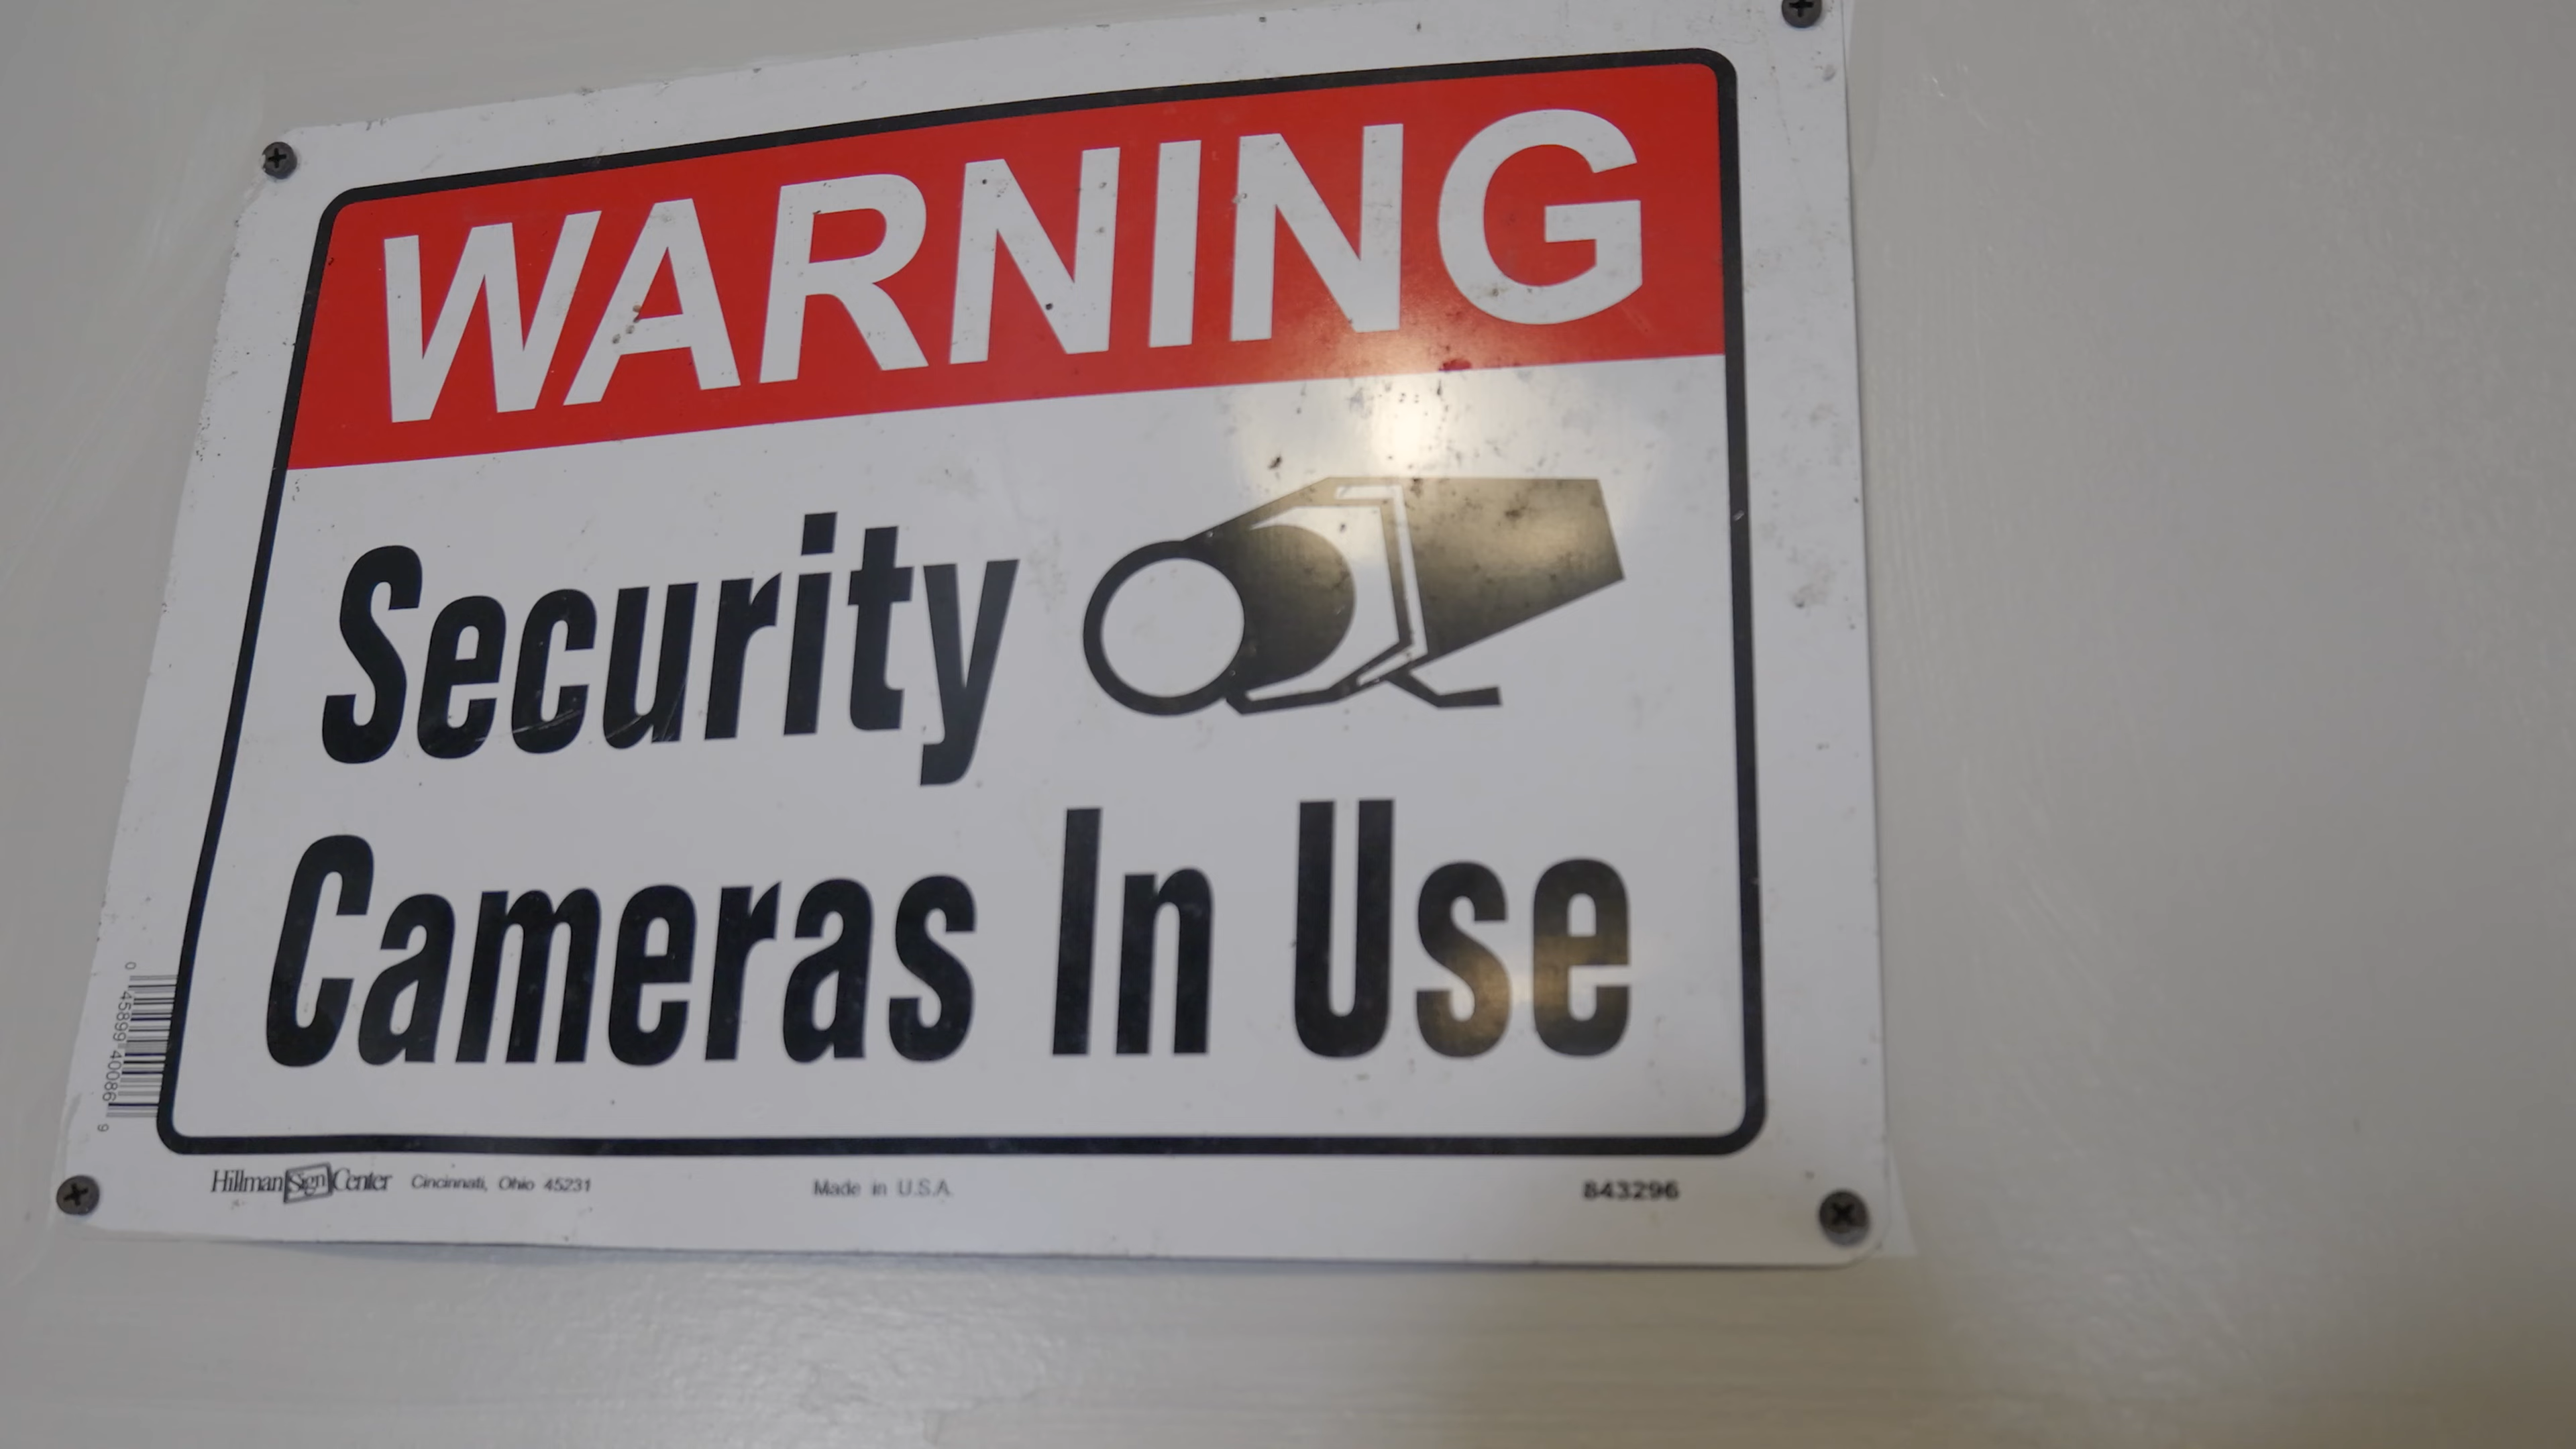 WARNING
Security
Cameras In Use
0 45899 40086 9
Hillman Sign Center Cincinnati, Ohio 45231 Made in U.S.A. 843296